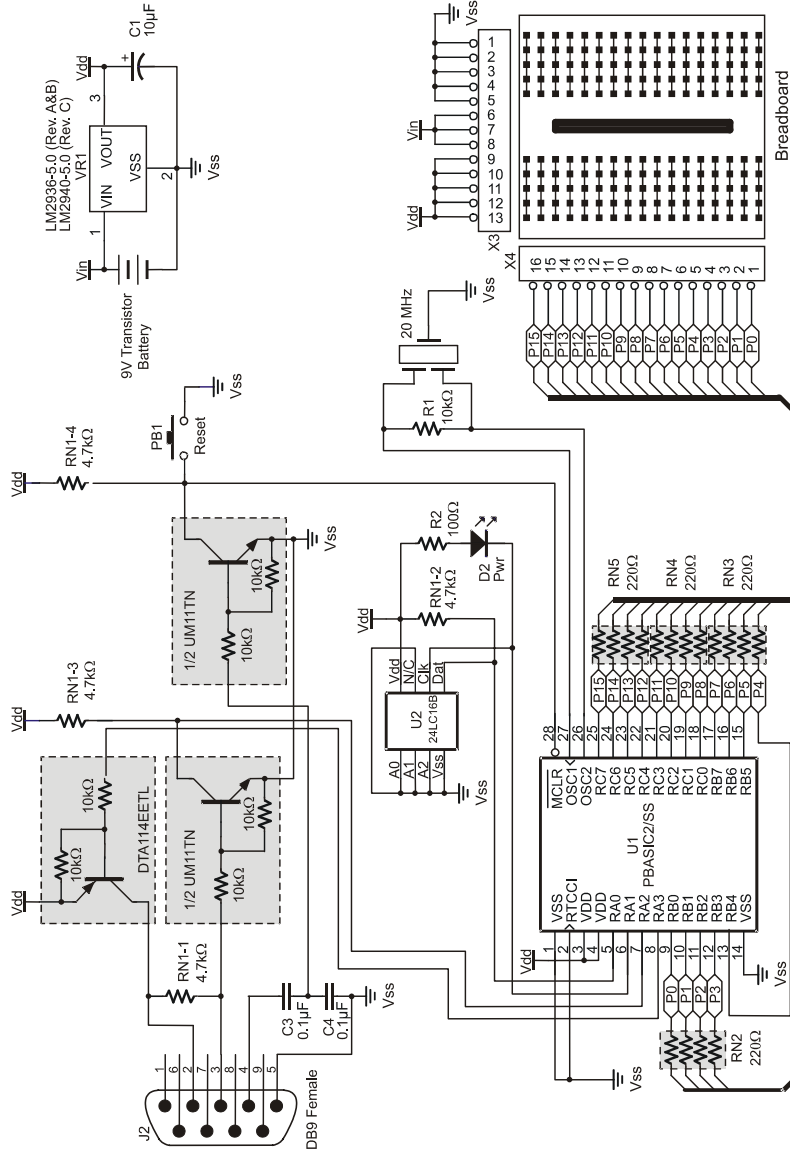 LM2936-5.0 (Rev. A&B)
LM2940-5.0 (Rev. C)
VR1
Vin
1
VIN
VOUT
VSS
3
2
Vdd
C1
10µF
+
Vss
9V Transistor
Battery
Vdd
RN1-4
4.7kΩ
PB1
Reset
Vss
1/2 UM11TN
10kΩ
10kΩ
Vss
Vdd
RN1-3
4.7kΩ
Vdd
10kΩ
10kΩ
DTA114EETL
1/2 UM11TN
10kΩ
10kΩ
RN1-1
4.7kΩ
C3
0.1µF
C4
0.1µF
Vss
J2
1
6
2
7
3
8
4
9
5
DB9 Female
20 MHz
Vss
R1
10kΩ
Vdd
R2
100Ω
D2
Pwr
RN1-2
4.7kΩ
U2
24LC16B
A0
A1
A2
Vss
Vdd
N/C
Clk
Dat
Vss
Vss
Vin
Vdd
1
2
3
4
5
6
7
8
9
10
11
12
13
X3
Breadboard
X4
16
15
14
13
12
11
10
9
8
7
6
5
4
3
2
1
P15
P14
P13
P12
P11
P10
P9
P8
P7
P6
P5
P4
P3
P2
P1
P0
RN5
220Ω
RN4
220Ω
RN3
220Ω
P15
P14
P13
P12
P11
P10
P9
P8
P7
P6
P5
P4
28
27
26
25
24
23
22
21
20
19
18
17
16
15
MCLR
OSC1
OSC2
RC7
RC6
RC5
RC4
RC3
RC2
RC1
RC0
RB7
RB6
RB5
U1
PBASIC2/SS
VSS
RTCCI
VDD
VDD
RA0
RA1
RA2
RA3
RB0
RB1
RB2
RB3
RB4
VSS
1
2
3
4
5
6
7
8
9
10
11
12
13
14
Vdd
Vss
Vss
P0
P1
P2
P3
RN2
220Ω